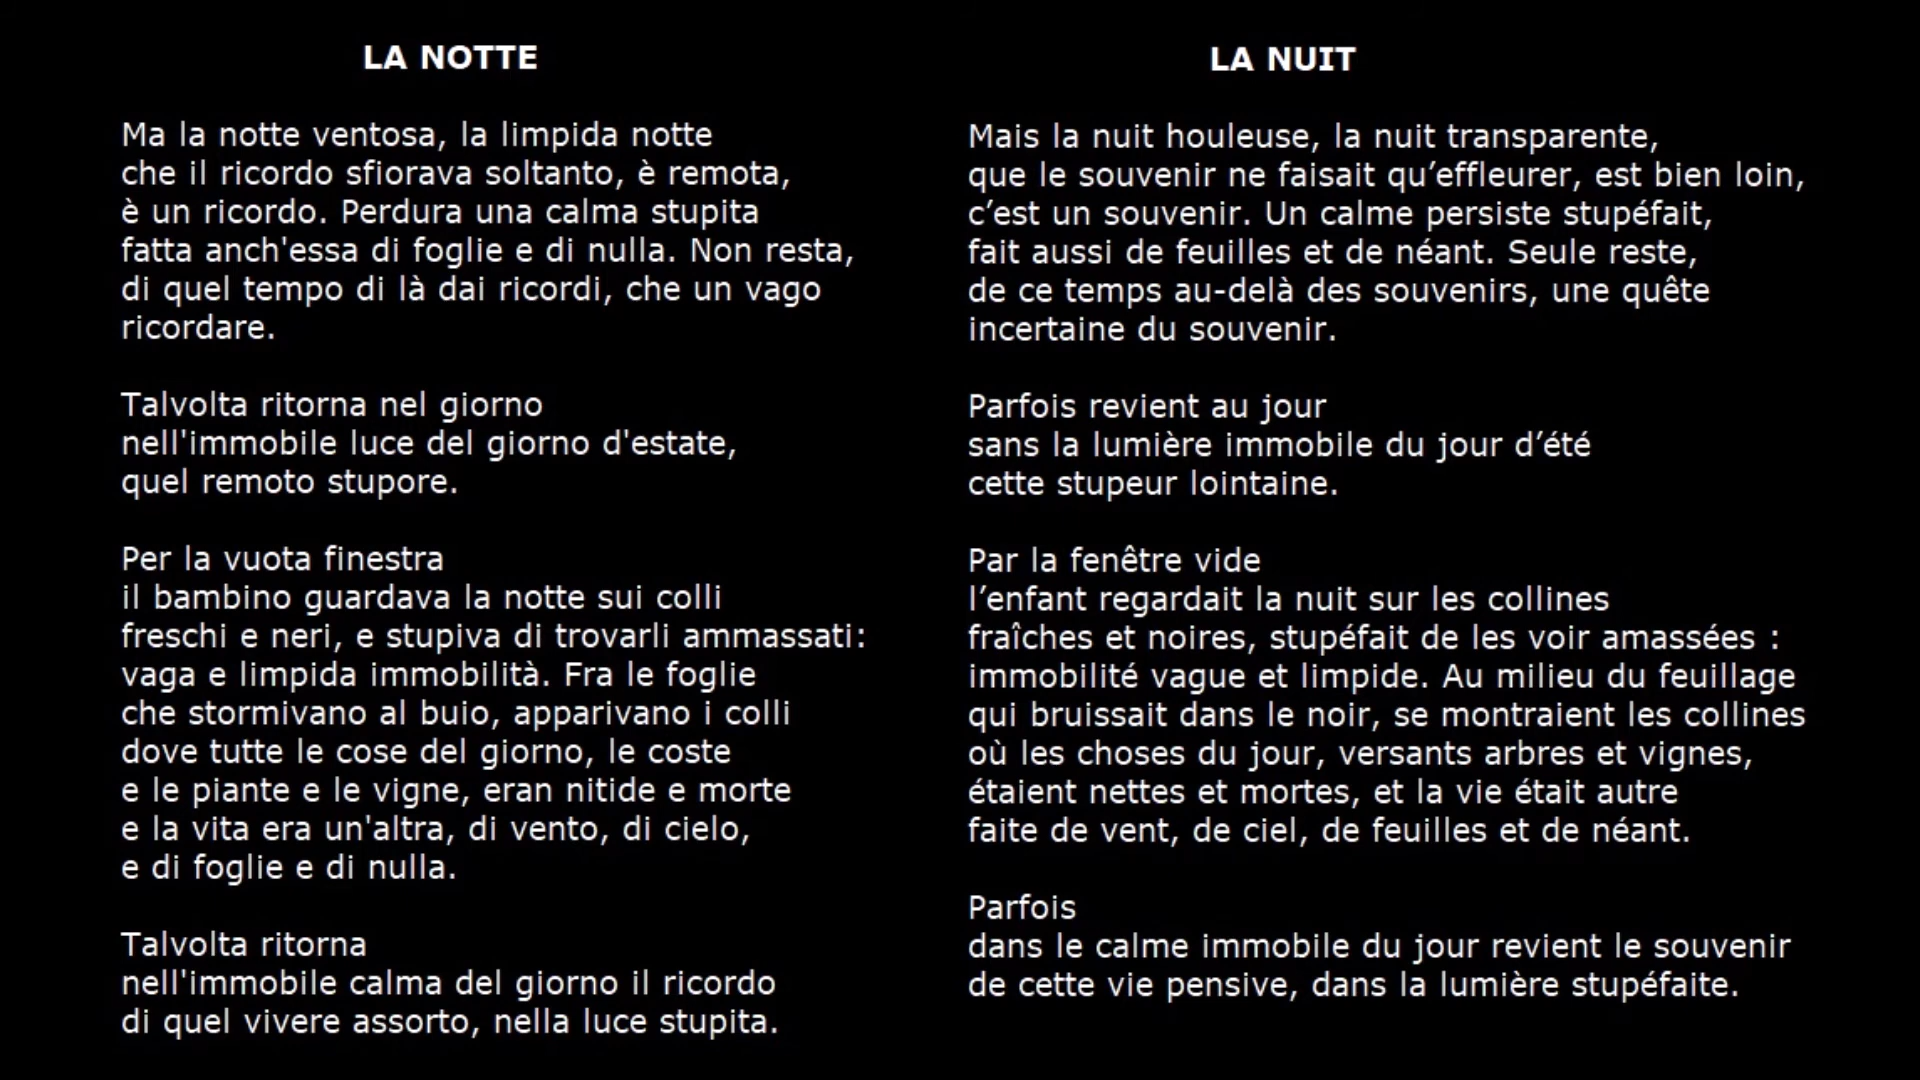 LA NOTTE
Ma la notte ventosa, la limpida notte
che il ricordo sfiorava soltanto, è remota,
è un ricordo. Perdura una calma stupita
fatta anch'essa di foglie e di nulla. Non resta,
di quel tempo di là dai ricordi, che un vago
ricordare.
Talvolta ritorna nel giorno
nell'immobile luce del giorno d'estate,
quel remoto stupore.
Per la vuota finestra
il bambino guardava la notte sui colli
freschi e neri, e stupiva di trovarli ammassati:
vaga e limpida immobilità. Fra le foglie
che stormivano al buio, apparivano i colli
dove tutte le cose del giorno, le coste
e le piante e le vigne, eran nitide e morte
e la vita era un'altra, di vento, di cielo,
e di foglie e di nulla.
Talvolta ritorna
nell'immobile calma del giorno il ricordo
di quel vivere assorto, nella luce stupita.
LA NUIT
Mais la nuit houleuse, la nuit transparente,
que le souvenir ne faisait qu’effleurer, est bien loin,
c’est un souvenir. Un calme persiste stupéfait,
fait aussi de feuilles et de néant. Seule reste,
de ce temps au-delà des souvenirs, une quête
incertaine du souvenir.
Parfois revient au jour
sans la lumière immobile du jour d’été
cette stupeur lointaine.
Par la fenêtre vide
l’enfant regardait la nuit sur les collines
fraîches et noires, stupéfait de les voir amassées :
immobilité vague et limpide. Au milieu du feuillage
qui bruissait dans le noir, se montraient les collines
où les choses du jour, versants arbres et vignes,
étaient nettes et mortes, et la vie était autre
faite de vent, de ciel, de feuilles et de néant.
Parfois
dans le calme immobile du jour revient le souvenir
de cette vie pensive, dans la lumière stupéfaite.